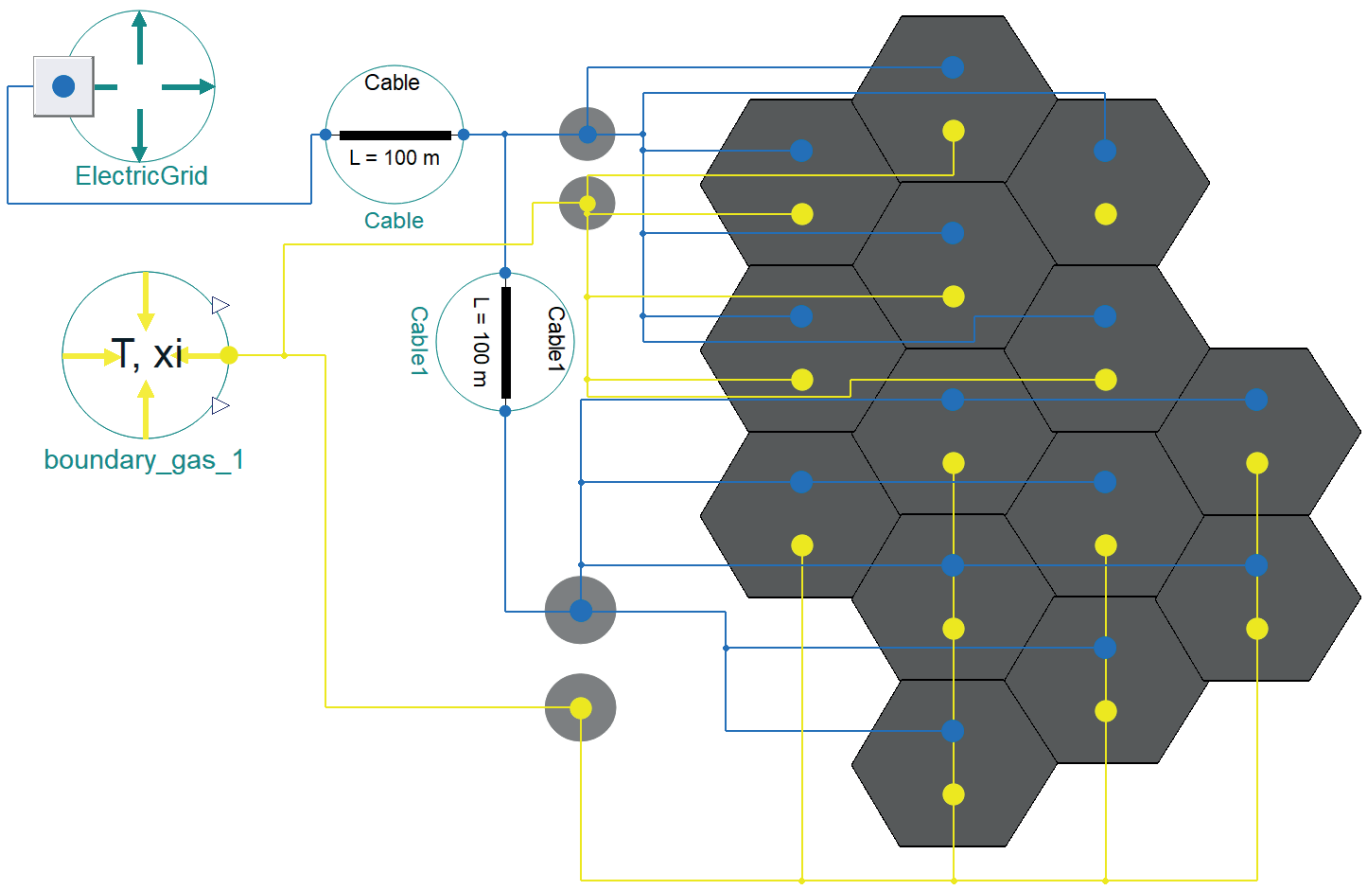 Cable
L = 100 m
ElectricGrid
Cable
Cable1
L = 100 m
Cable1
T, xi
boundary_gas_1